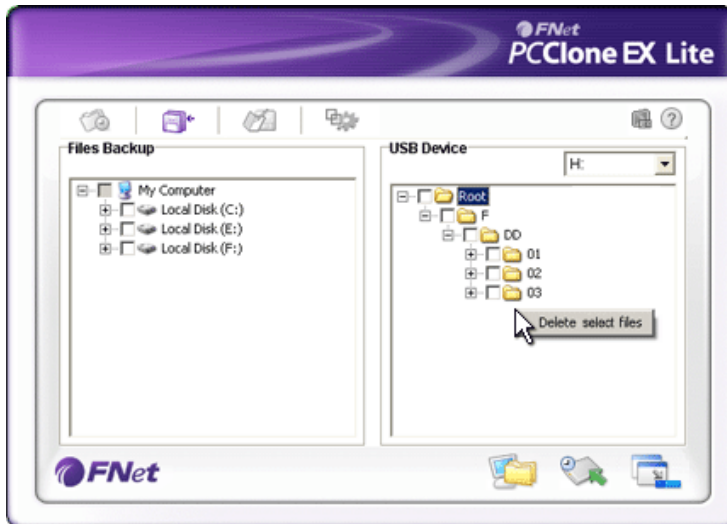 FNet
PCClone EX Lite
?
Files Backup
My Computer
Local Disk (C:)
Local Disk (E:)
Local Disk (F:)
USB Device
H:
Root
F
DD
01
02
03
Delete select files
FNet